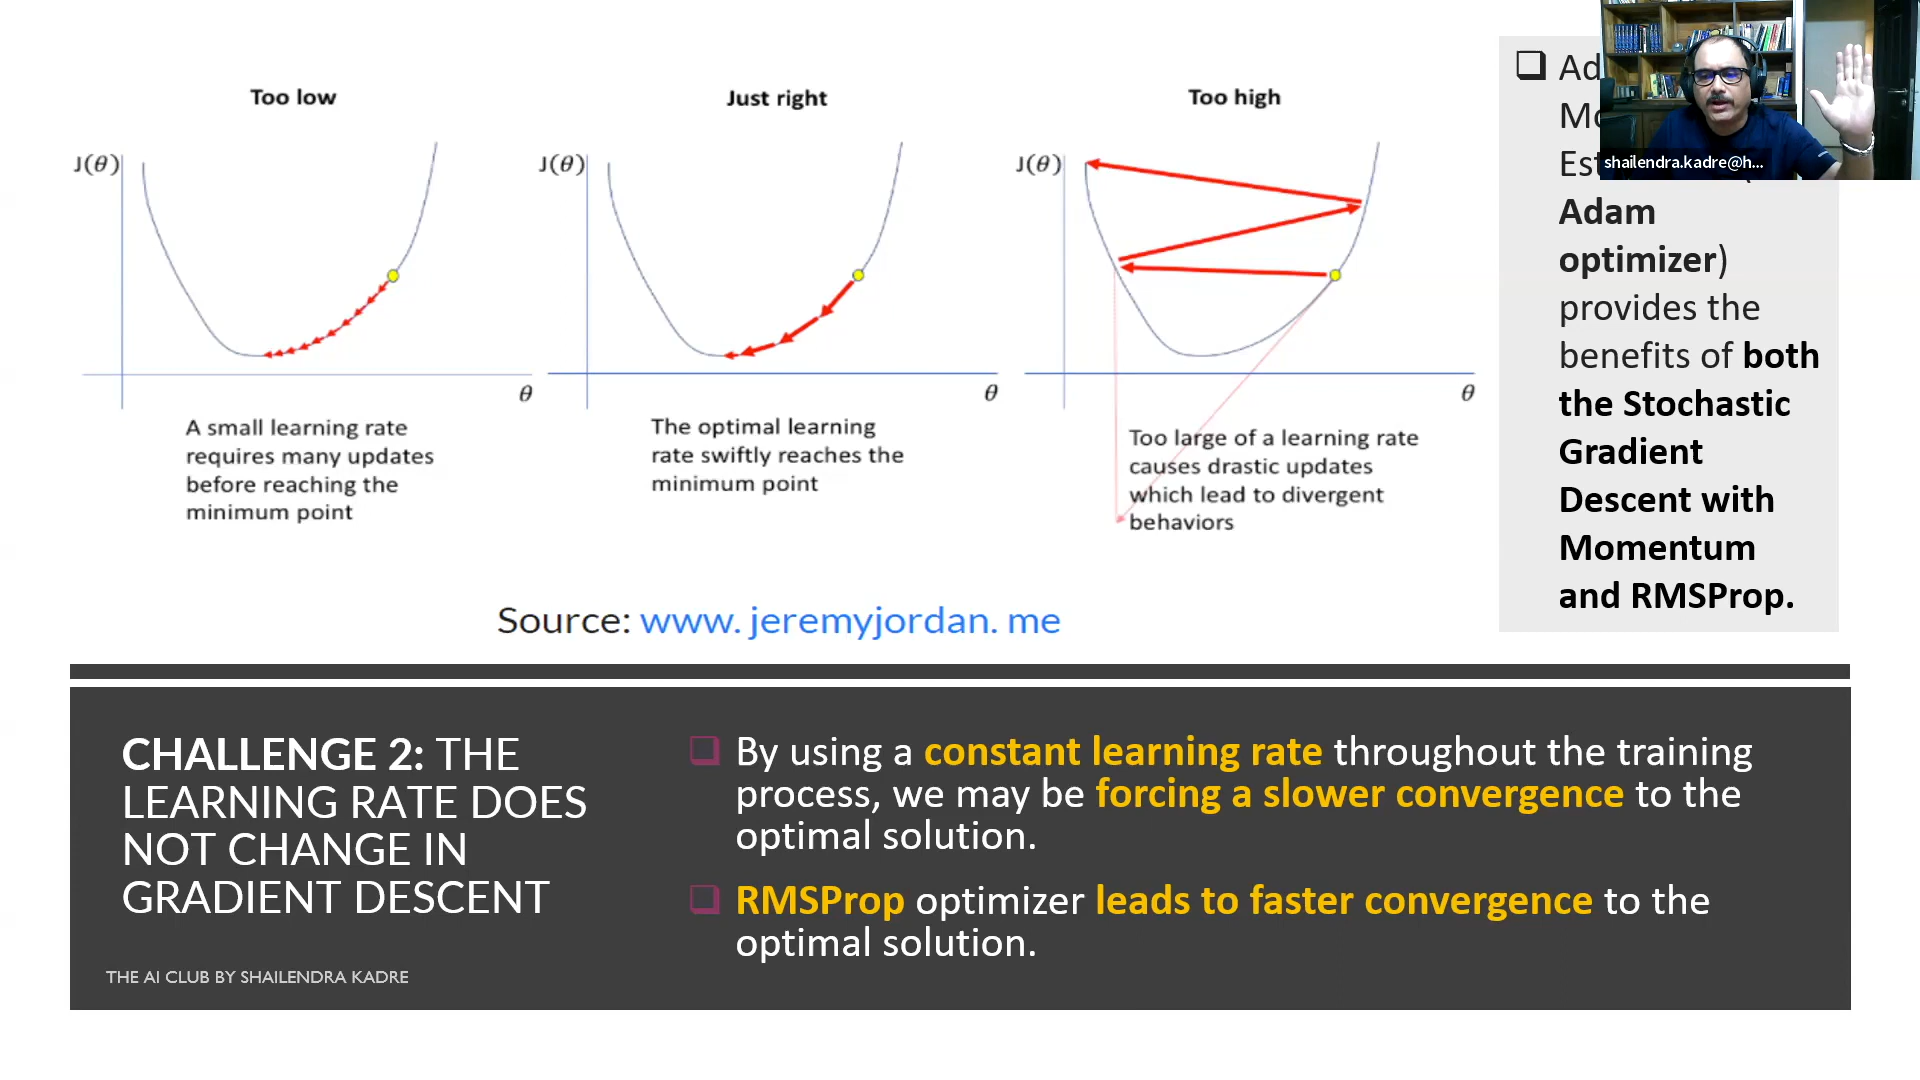 Too low
J(θ)
θ
A small learning rate
requires many updates
before reaching the
minimum point
Just right
J(θ)
θ
The optimal learning
rate swiftly reaches the
minimum point
Too high
J(θ)
θ
Too large of a learning rate
causes drastic updates
which lead to divergent
behaviors
Source: www. jeremyjordan. me
shailendra.kadre@h...
Adam
optimizer)
provides the
benefits of both
the Stochastic
Gradient
Descent with
Momentum
and RMSProp.
CHALLENGE 2: THE
LEARNING RATE DOES
NOT CHANGE IN
GRADIENT DESCENT
THE AI CLUB BY SHAILENDRA KADRE
By using a constant learning rate throughout the training
process, we may be forcing a slower convergence to the
optimal solution.
RMSProp optimizer leads to faster convergence to the
optimal solution.